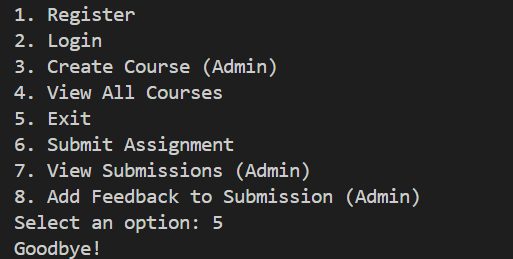 1. Register
2. Login
3. Create Course (Admin)
4. View All Courses
5. Exit
6. Submit Assignment
7. View Submissions (Admin)
8. Add Feedback to Submission (Admin)
Select an option: 5
Goodbye!